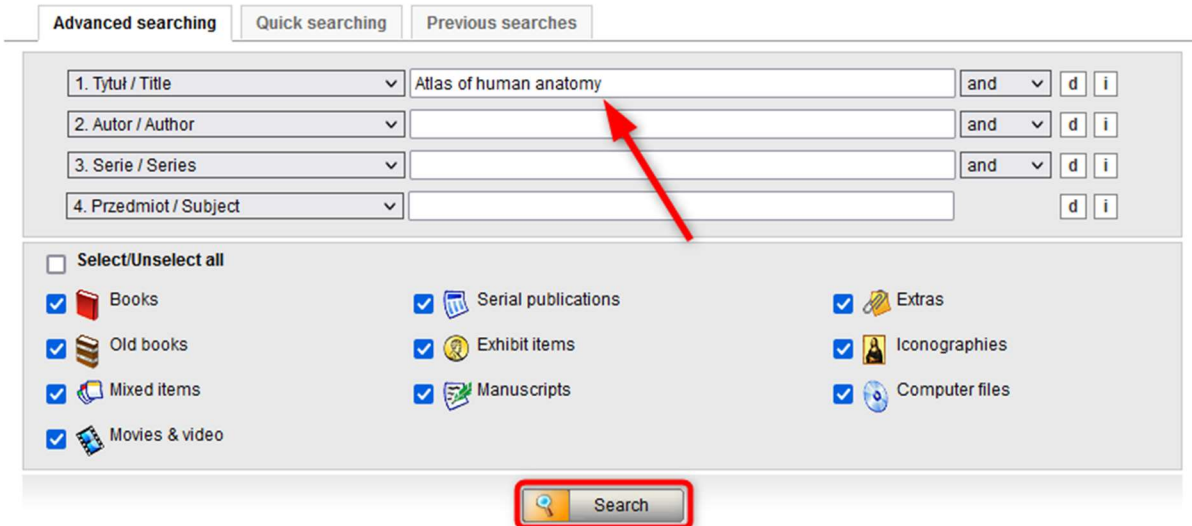 Advanced searching Quick searching Previous searches
1. Tytuł / Title Atlas of human anatomy and d i
2. Autor / Author and d i
3. Serie / Series and d i
4. Przedmiot / Subject d i
Select/Unselect all
Books Serial publications Extras
Old books Exhibit items Iconographies
Mixed items Manuscripts Computer files
Movies & video
Search